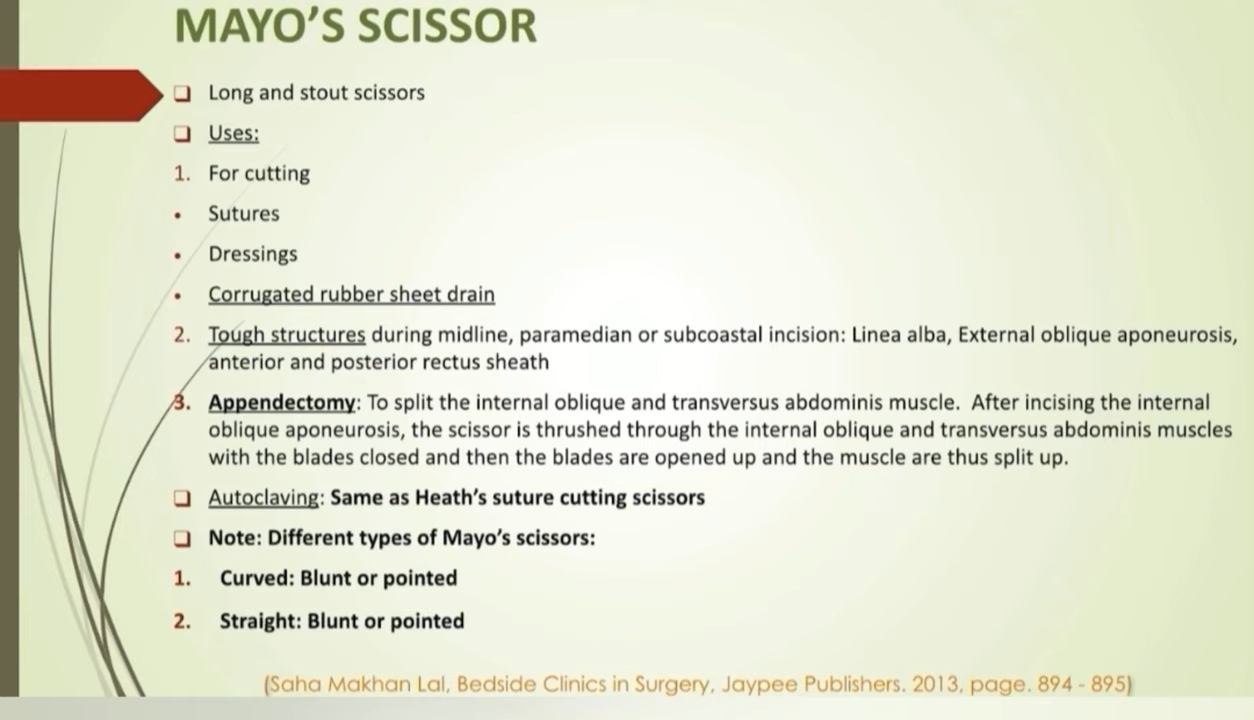 MAYO’S SCISSOR
❑ Long and stout scissors
❑ Uses:
1. For cutting
• Sutures
• Dressings
• Corrugated rubber sheet drain
2. Tough structures during midline, paramedian or subcoastal incision: Linea alba, External oblique aponeurosis,
anterior and posterior rectus sheath
3. Appendectomy: To split the internal oblique and transversus abdominis muscle. After incising the internal
oblique aponeurosis, the scissor is thrushed through the internal oblique and transversus abdominis muscles
with the blades closed and then the blades are opened up and the muscle are thus split up.
❑ Autoclaving: Same as Heath’s suture cutting scissors
❑ Note: Different types of Mayo’s scissors:
1. Curved: Blunt or pointed
2. Straight: Blunt or pointed
(Saha Makhan Lal, Bedside Clinics in Surgery, Jaypee Publishers. 2013, page. 894 - 895)